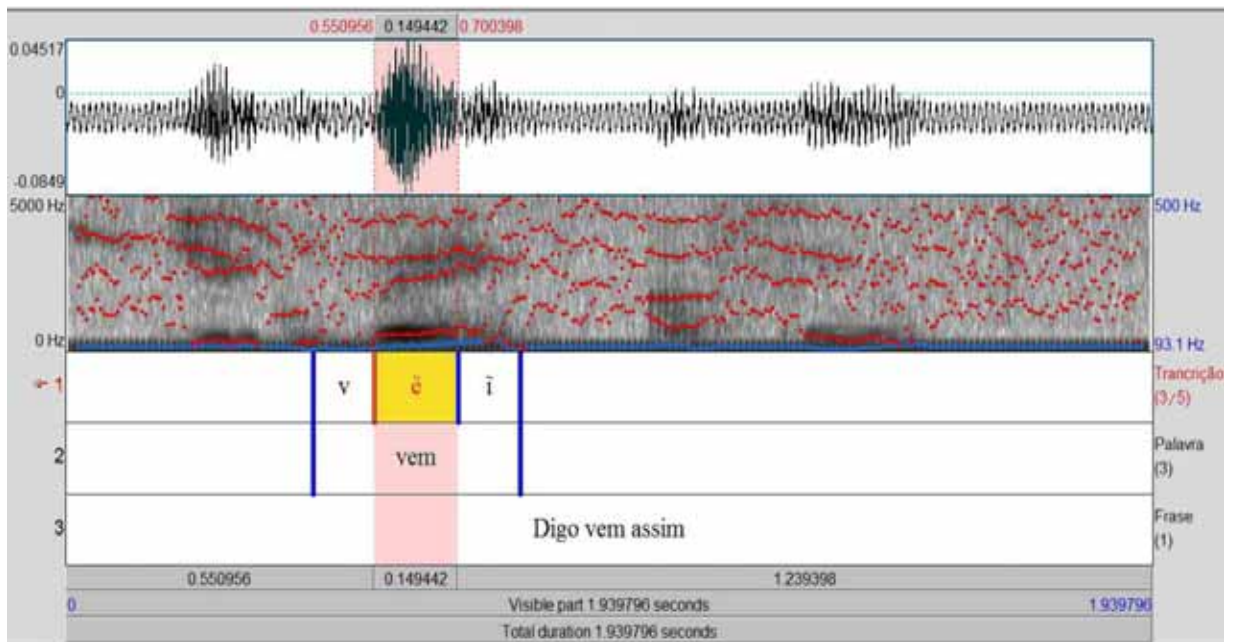 0.550956 0.149442 0.700398
0.04517
0
-0.0849
5000 Hz
500 Hz
0 Hz
93.1 Hz
1
v ẽ ĩ
Trancrição
(3/5)
2
vem
Palavra
(3)
3
Digo vem assim
Frase
(1)
0.550956 0.149442 1.239398
0 Visible part 1.939796 seconds 1.939796
Total duration 1.939796 seconds